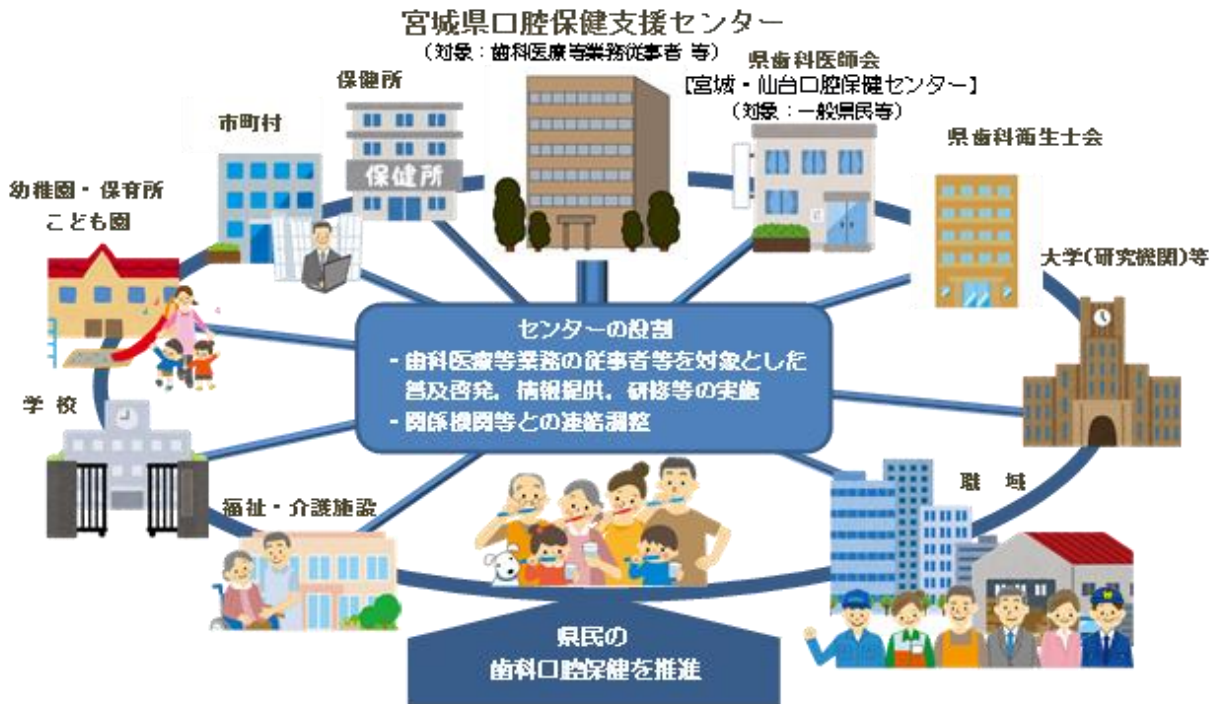 宮城県口腔保健支援センター
（対象：歯科医療等業務従事者 等）
県歯科医師会
【宮城・仙台口腔保健センター】
（対象：一般県民等）
保健所
保健所
市町村
県歯科衛生士会
幼稚園・保育所
こども園
大学(研究機関)等
センターの役割
- 歯科医療等業務の従事者等を対象とした
普及啓発，情報提供，研修等の実施
- 関係機関等との連絡調整
学 校
職 域
福祉・介護施設
県民の
歯科口腔保健を推進